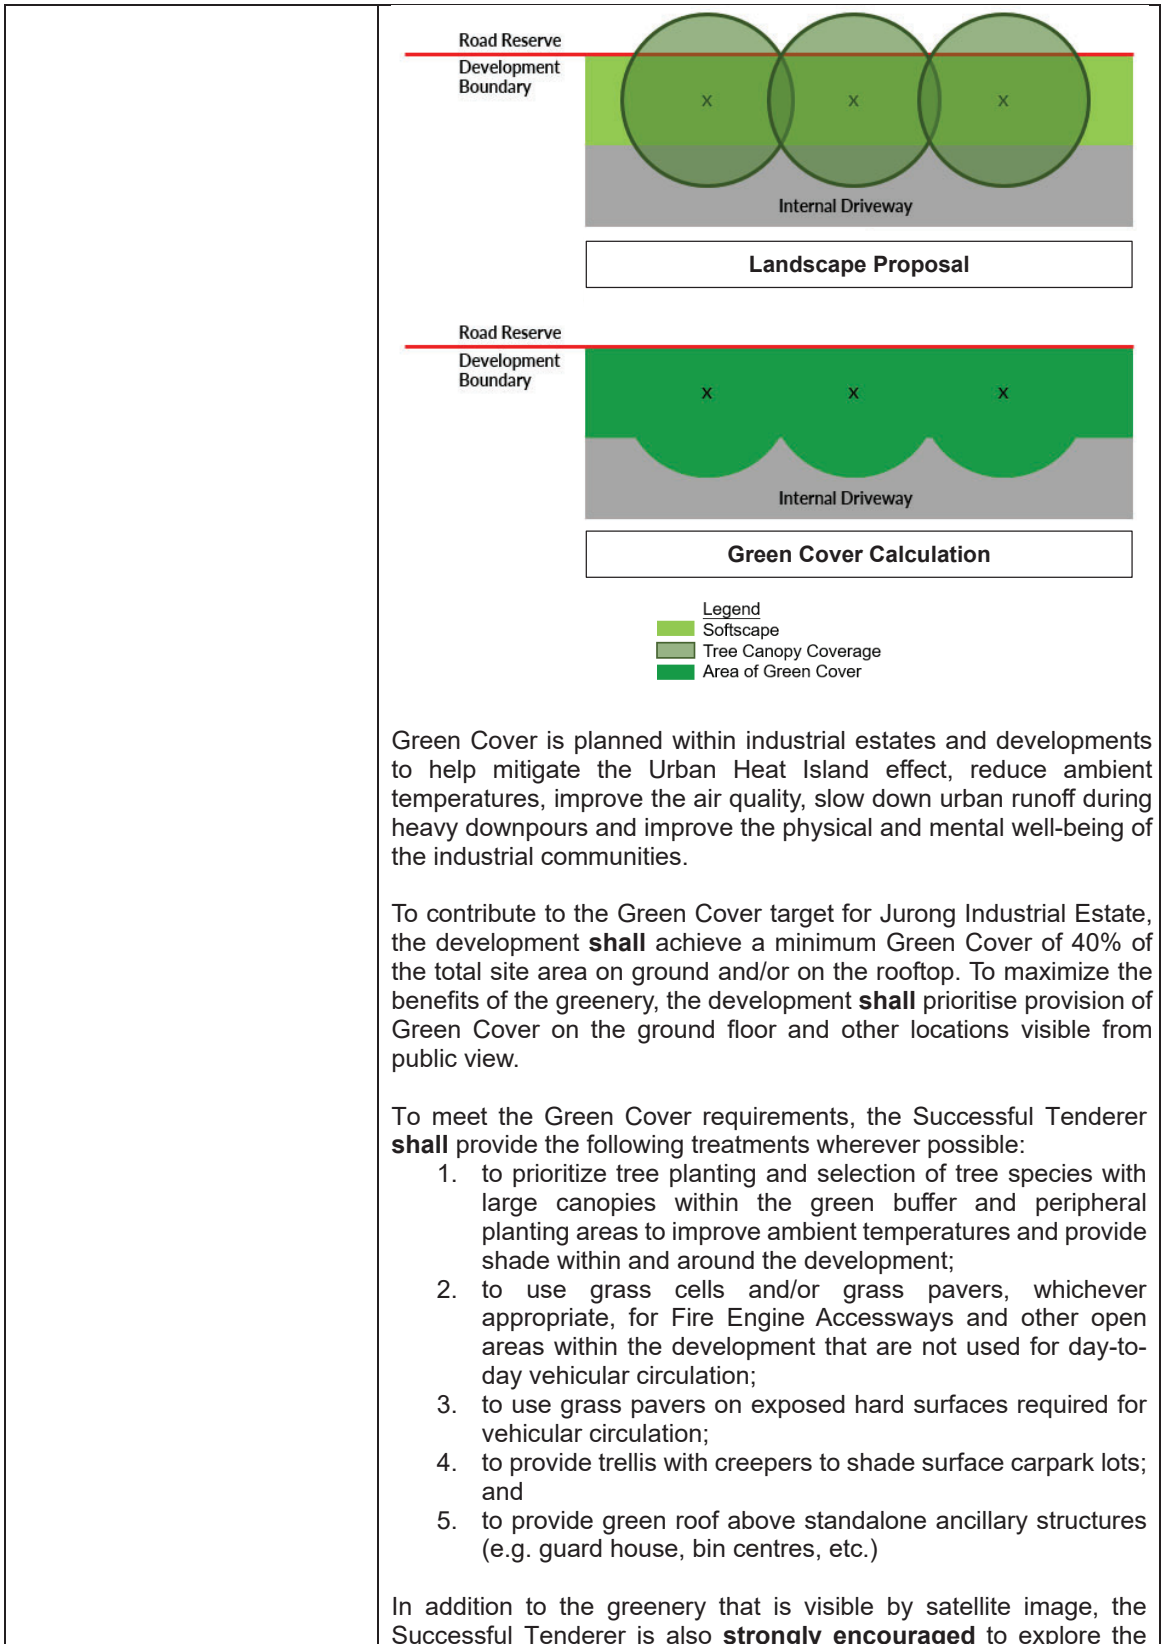 Road Reserve
Development
Boundary
x x x
Internal Driveway
Landscape Proposal
Road Reserve
Development
Boundary
x x x
Internal Driveway
Green Cover Calculation
Legend
Softscape
Tree Canopy Coverage
Area of Green Cover
Green Cover is planned within industrial estates and developments
to help mitigate the Urban Heat Island effect, reduce ambient
temperatures, improve the air quality, slow down urban runoff during
heavy downpours and improve the physical and mental well-being of
the industrial communities.
To contribute to the Green Cover target for Jurong Industrial Estate,
the development shall achieve a minimum Green Cover of 40% of
the total site area on ground and/or on the rooftop. To maximize the
benefits of the greenery, the development shall prioritise provision of
Green Cover on the ground floor and other locations visible from
public view.
To meet the Green Cover requirements, the Successful Tenderer
shall provide the following treatments wherever possible:
1. to prioritize tree planting and selection of tree species with
large canopies within the green buffer and peripheral
planting areas to improve ambient temperatures and provide
shade within and around the development;
2. to use grass cells and/or grass pavers, whichever
appropriate, for Fire Engine Accessways and other open
areas within the development that are not used for day-to-
day vehicular circulation;
3. to use grass pavers on exposed hard surfaces required for
vehicular circulation;
4. to provide trellis with creepers to shade surface carpark lots;
and
5. to provide green roof above standalone ancillary structures
(e.g. guard house, bin centres, etc.)
In addition to the greenery that is visible by satellite image, the
Successful Tenderer is also strongly encouraged to explore the